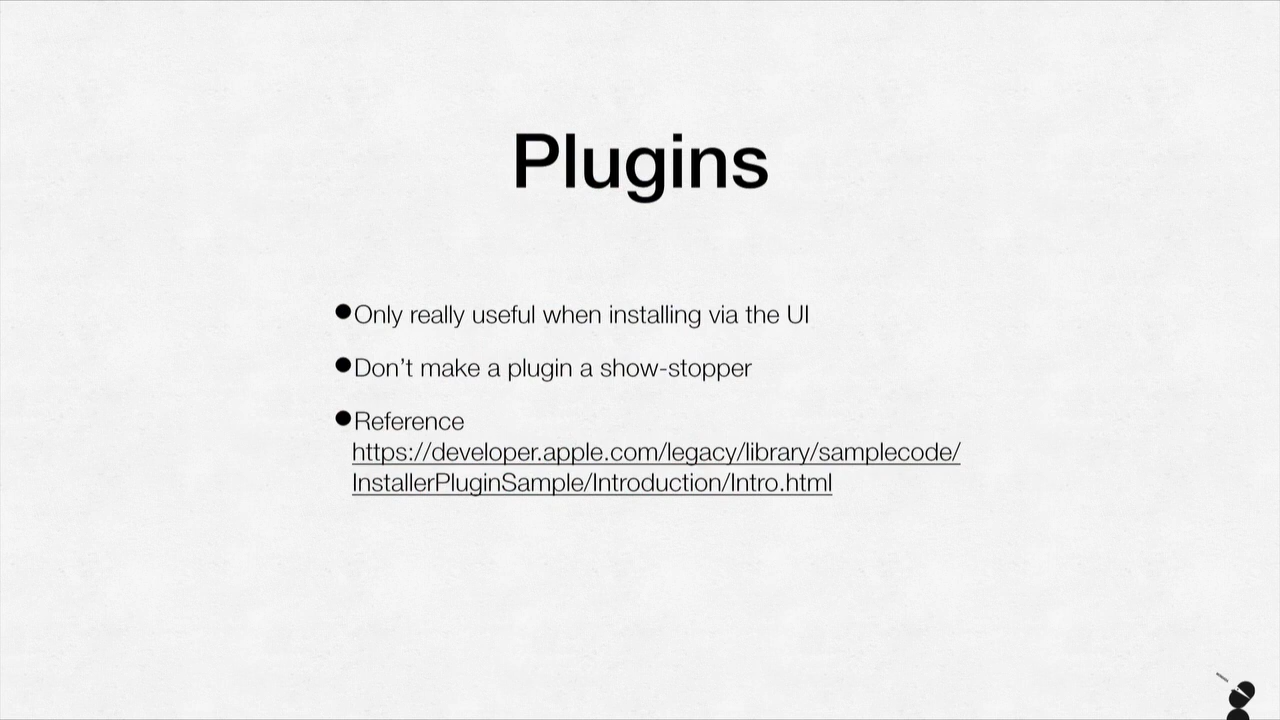 Plugins
●Only really useful when installing via the UI
●Don’t make a plugin a show-stopper
●Reference
https://developer.apple.com/legacy/library/samplecode/
InstallerPluginSample/Introduction/Intro.html